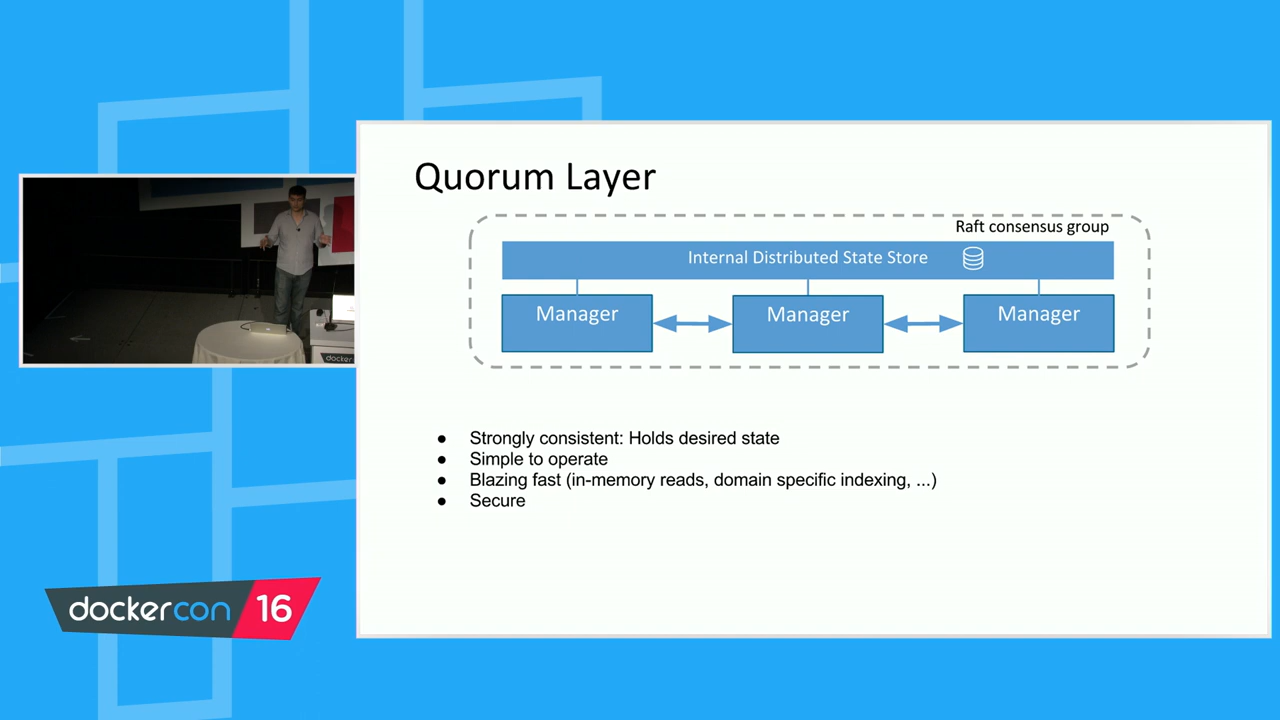 Quorum Layer
Raft consensus group
Internal Distributed State Store
Manager
Manager
Manager
● Strongly consistent: Holds desired state
● Simple to operate
● Blazing fast (in-memory reads, domain specific indexing, ...)
● Secure
dockercon 16
docker